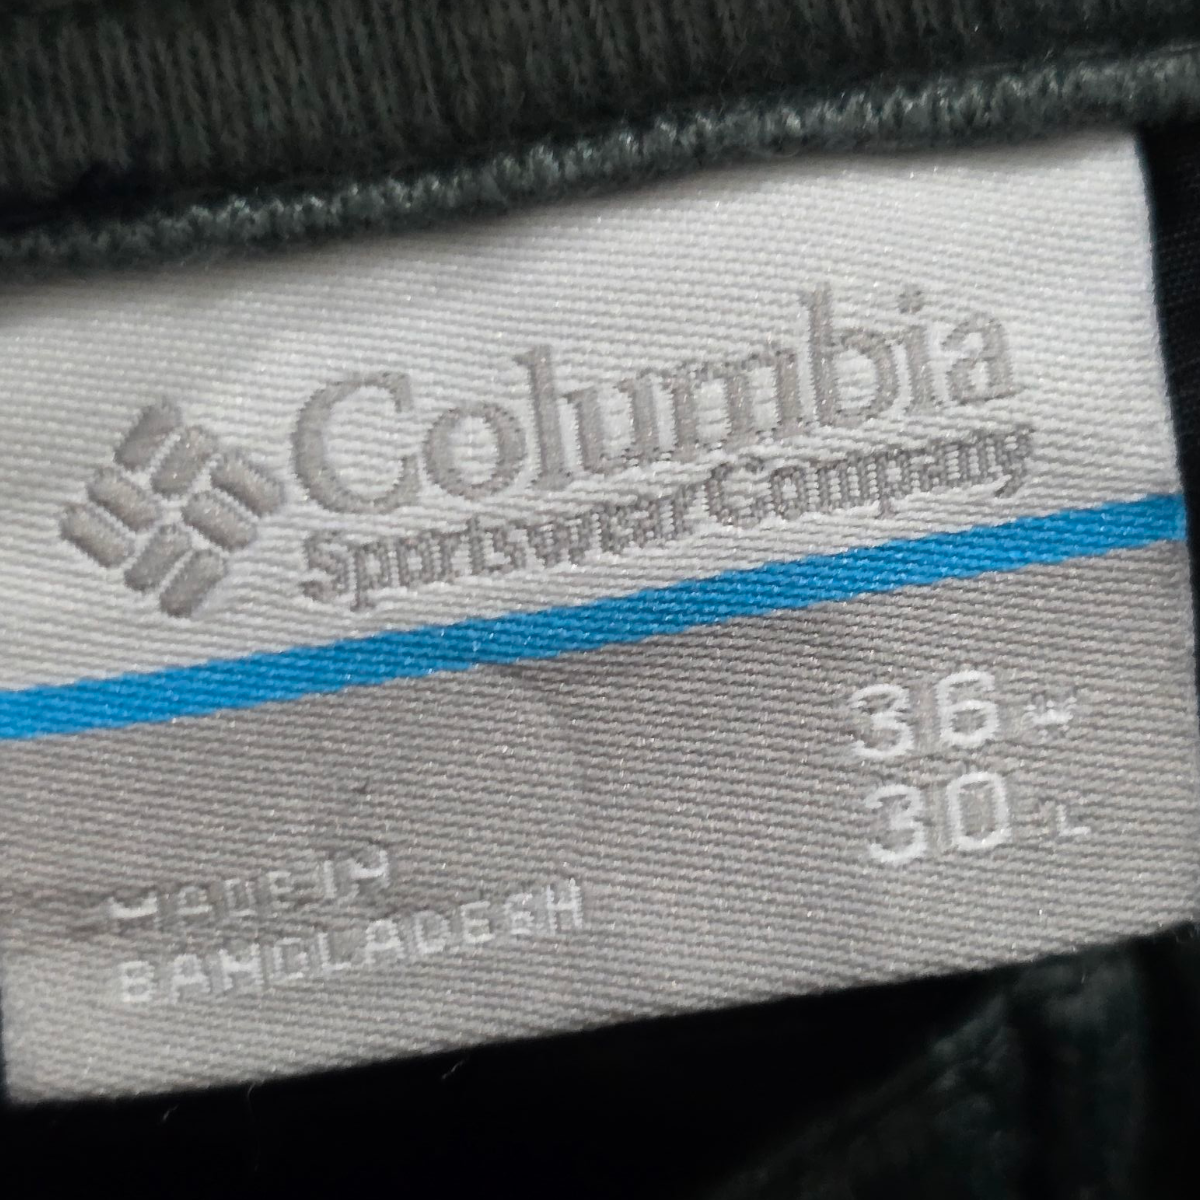 Columbia
Sportswear Company
36 W
30 L
MADE IN
BANGLADESH